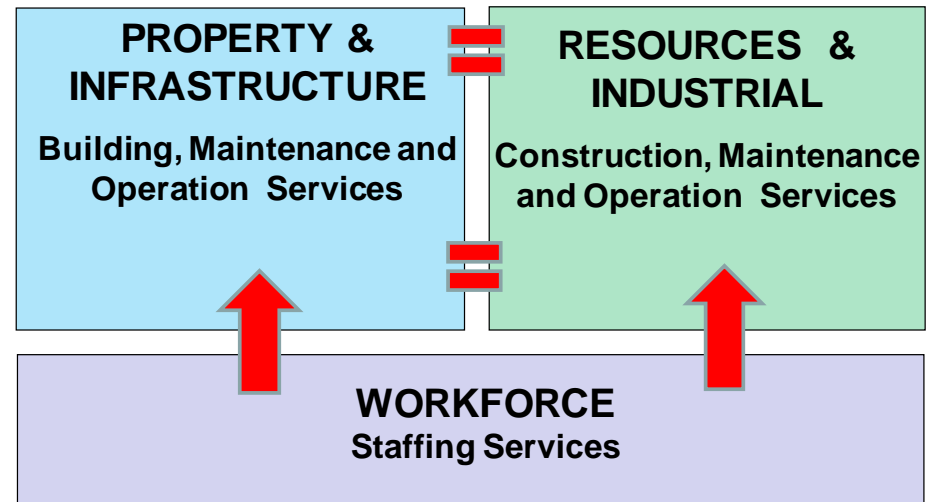 PROPERTY &
INFRASTRUCTURE
Building, Maintenance and
Operation Services
RESOURCES &
INDUSTRIAL
Construction, Maintenance
and Operation Services
WORKFORCE
Staffing Services